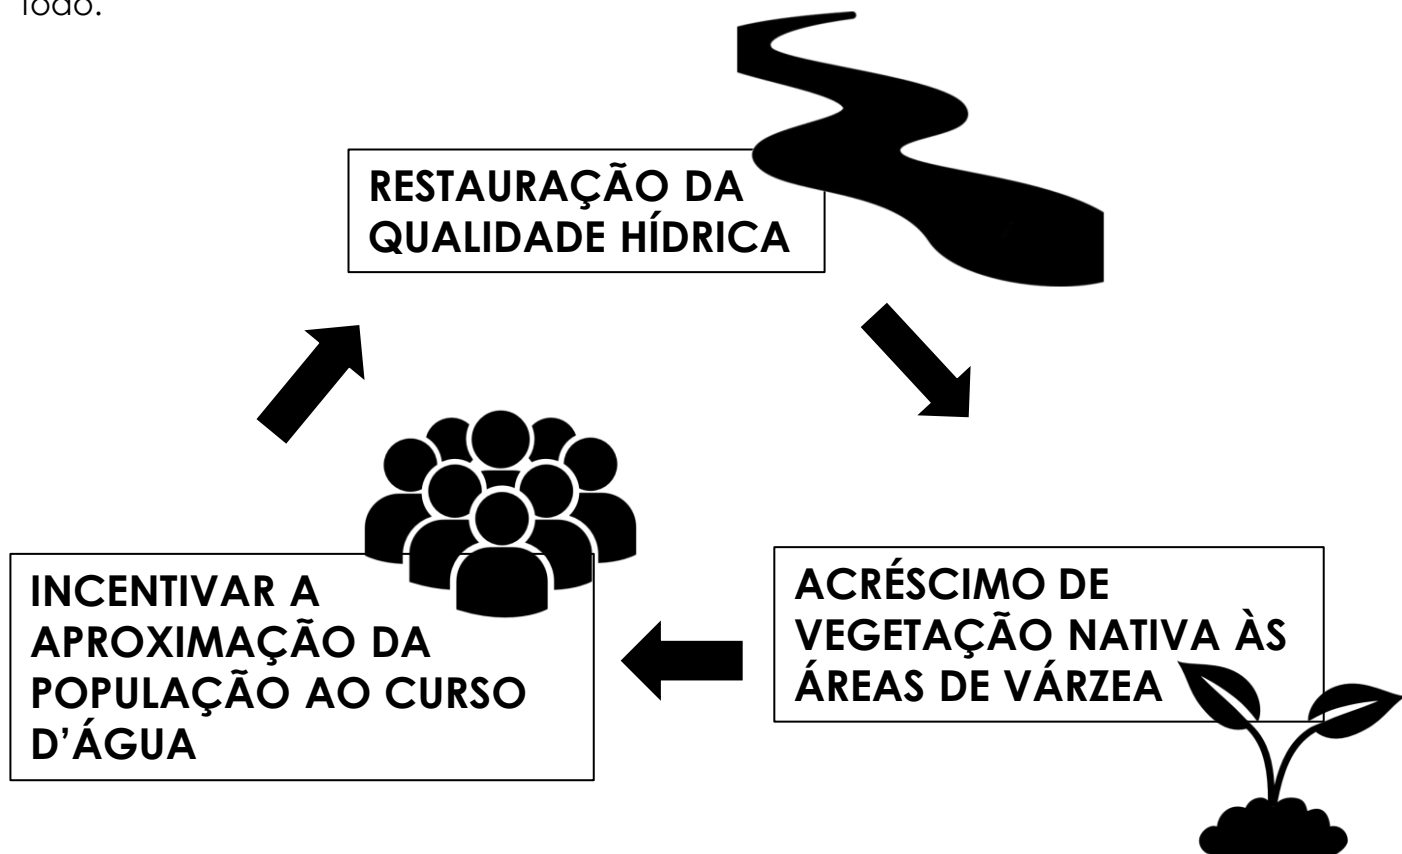 RESTAURAÇÃO DA
QUALIDADE HÍDRICA
INCENTIVAR A
APROXIMAÇÃO DA
POPULAÇÃO AO CURSO
D’ÁGUA
ACRÉSCIMO DE
VEGETAÇÃO NATIVA ÀS
ÁREAS DE VÁRZEA